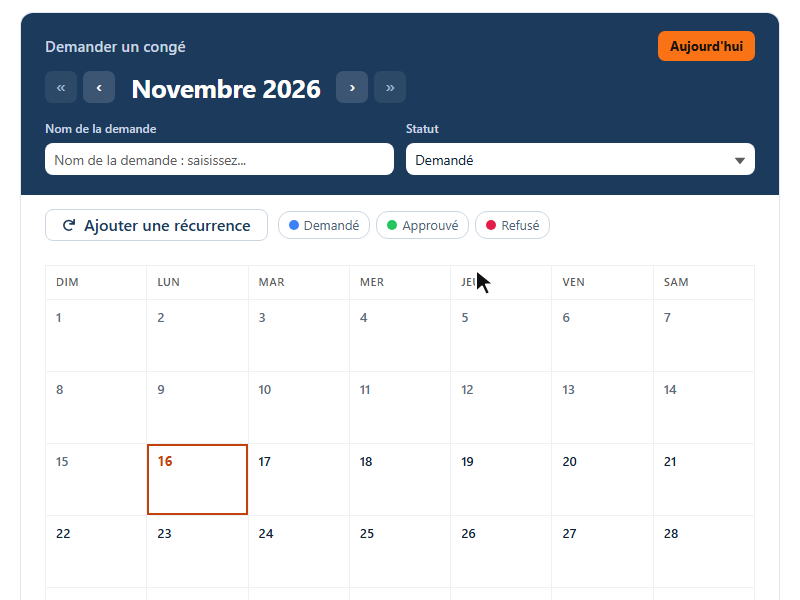 Demander un congé
Aujourd'hui
« ‹ Novembre 2026 › »
Nom de la demande Statut
Nom de la demande : saisissez... Demandé
Ajouter une récurrence Demandé Approuvé Refusé
DIM LUN MAR MER JEU VEN SAM
1 2 3 4 5 6 7
8 9 10 11 12 13 14
15 16 17 18 19 20 21
22 23 24 25 26 27 28